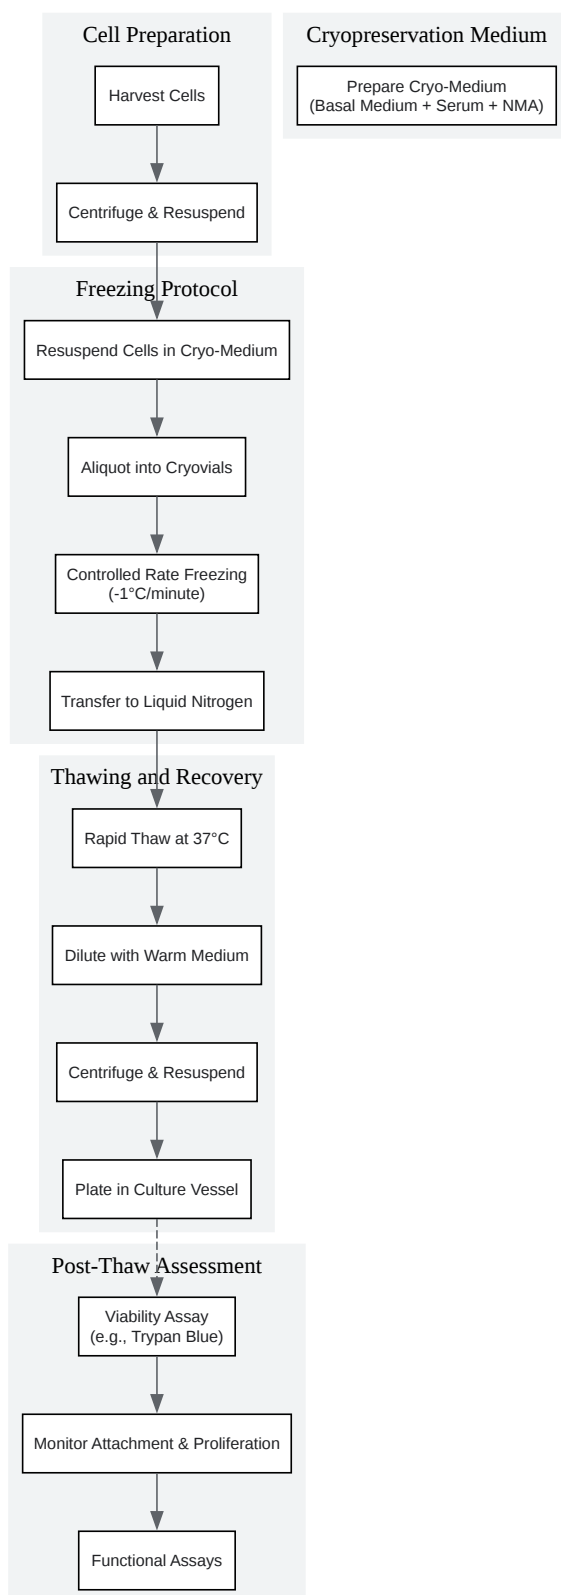 Cell Preparation
Harvest Cells
Centrifuge & Resuspend
Cryopreservation Medium
Prepare Cryo-Medium
(Basal Medium + Serum + NMA)
Freezing Protocol
Resuspend Cells in Cryo-Medium
Aliquot into Cryovials
Controlled Rate Freezing
(-1°C/minute)
Transfer to Liquid Nitrogen
Thawing and Recovery
Rapid Thaw at 37°C
Dilute with Warm Medium
Centrifuge & Resuspend
Plate in Culture Vessel
Post-Thaw Assessment
Viability Assay
(e.g., Trypan Blue)
Monitor Attachment & Proliferation
Functional Assays